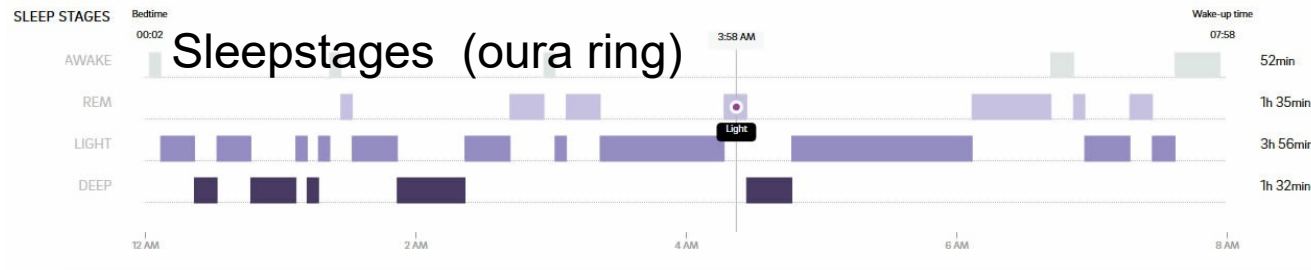 SLEEP STAGES
Bedtime
00:02
Sleepstages (oura ring)
3:58 AM
Wake-up time
07:58
AWAKE
52min
REM
1h 35min
Light
LIGHT
3h 56min
DEEP
1h 32min
12 AM
2 AM
4 AM
6 AM
8 AM